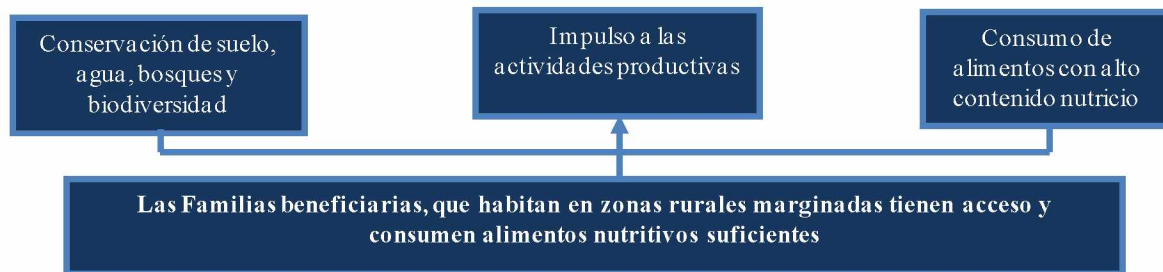 Conservación de suelo,
agua, bosques y
biodiversidad
Impulso a las
actividades productivas
Consumo de
alimentos con alto
contenido nutricio
Las Familias beneficiarias, que habitan en zonas rurales marginadas tienen acceso y
consumen alimentos nutritivos suficientes